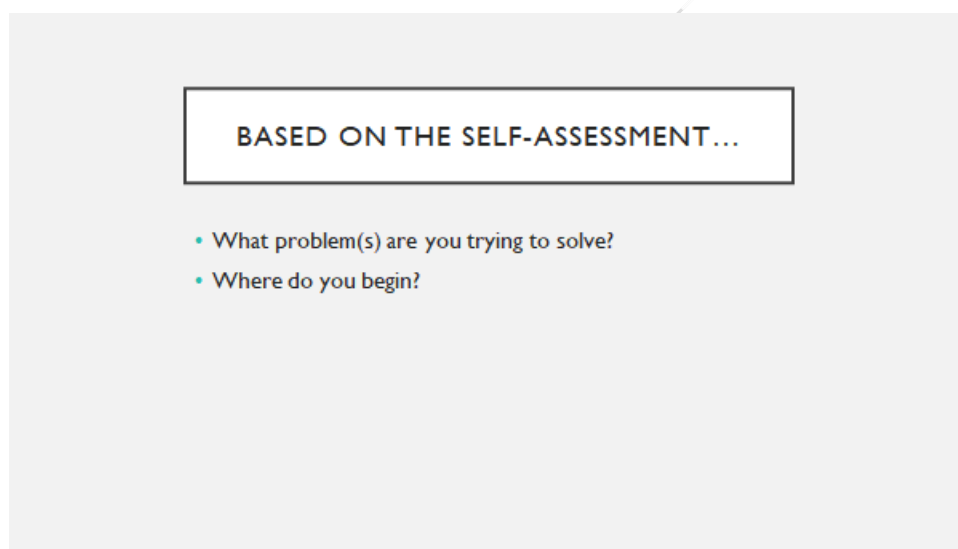 BASED ON THE SELF-ASSESSMENT...
• What problem(s) are you trying to solve?
• Where do you begin?